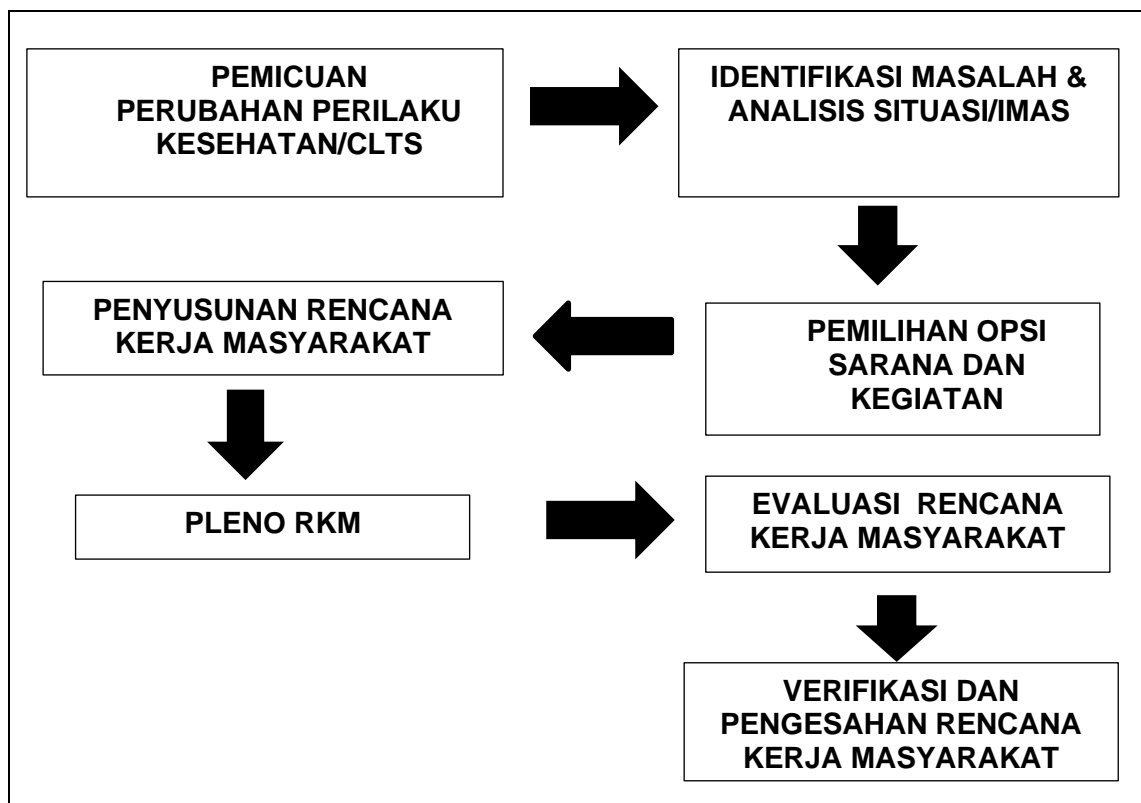 PEMICUAN
PERUBAHAN PERILAKU
KESEHATAN/CLTS
IDENTIFIKASI MASALAH &
ANALISIS SITUASI/IMAS
PEMILIHAN OPSI
SARANA DAN
KEGIATAN
PENYUSUNAN RENCANA
KERJA MASYARAKAT
PLENO RKM
EVALUASI  RENCANA
KERJA MASYARAKAT
VERIFIKASI DAN
PENGESAHAN RENCANA
KERJA MASYARAKAT